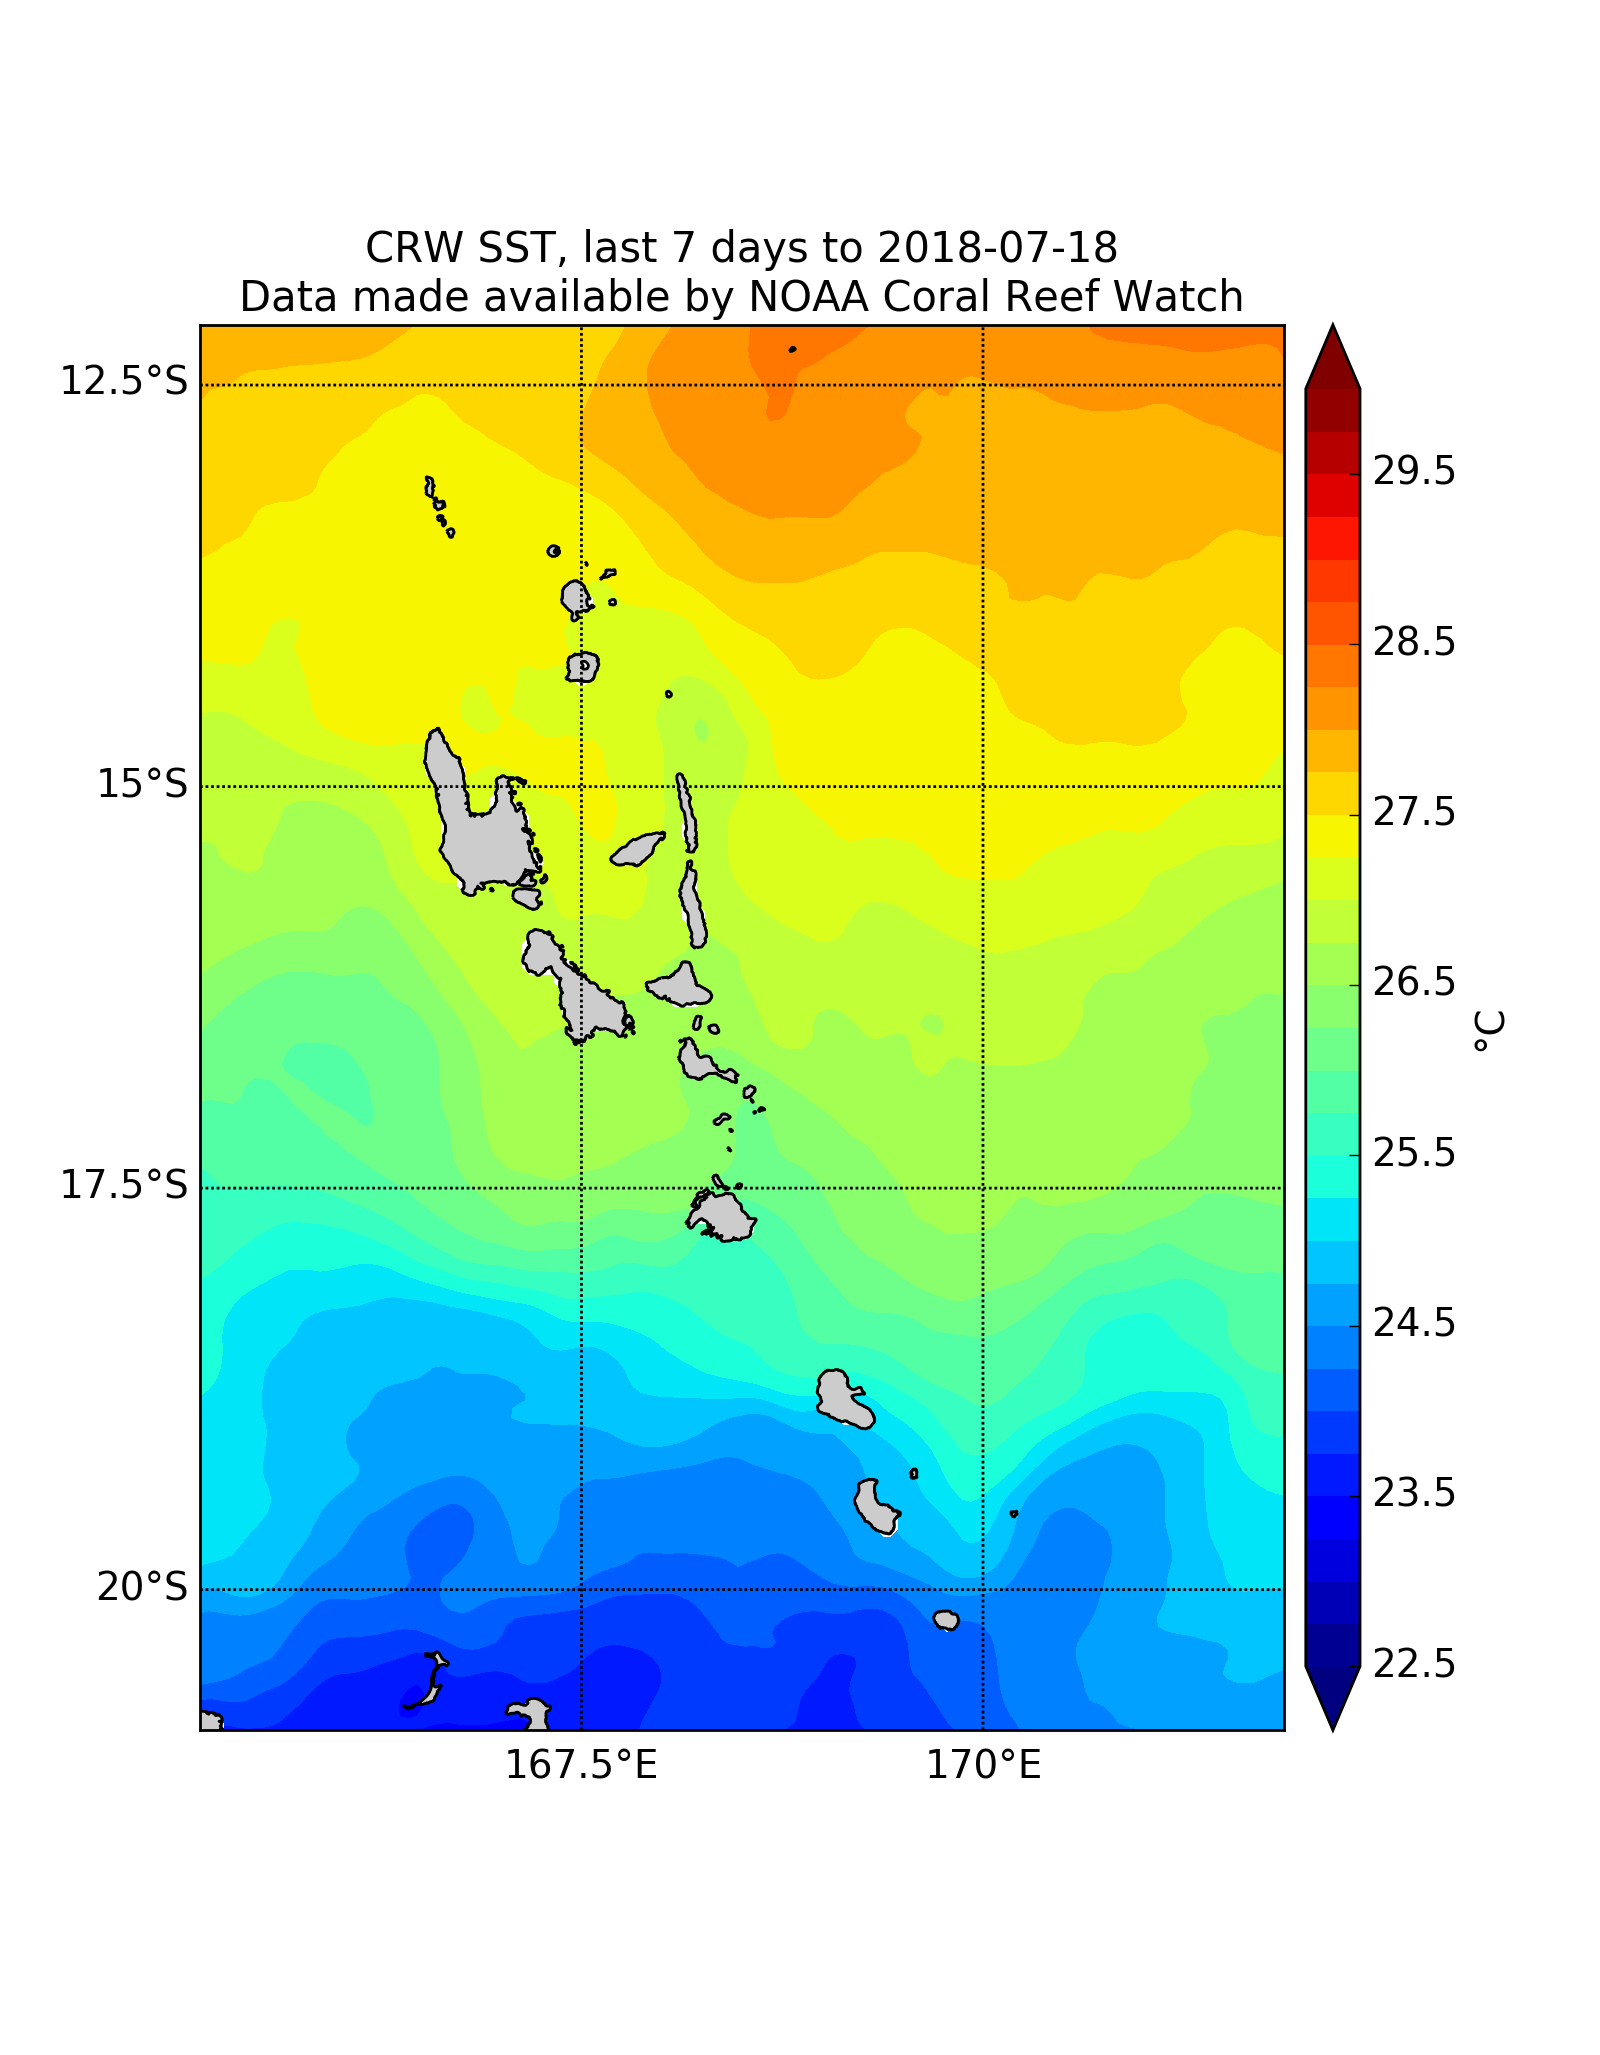 CRW SST, last 7 days to 2018-07-18
Data made available by NOAA Coral Reef Watch
12.5°S
15°S
17.5°S
20°S
167.5°E
170°E
29.5
28.5
27.5
26.5
25.5
24.5
23.5
22.5
°C